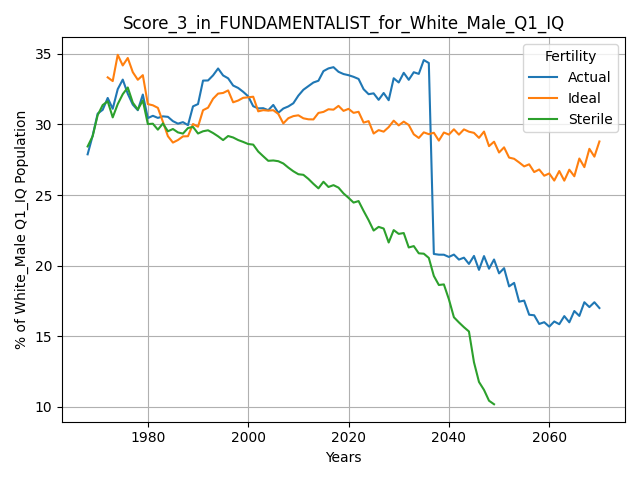 Score_3_in_FUNDAMENTALIST_for_White_Male_Q1_IQ
% of White_Male Q1_IQ Population
35
30
25
20
15
10
Fertility
Actual
Ideal
Sterile
1980
2000
2020
2040
2060
Years